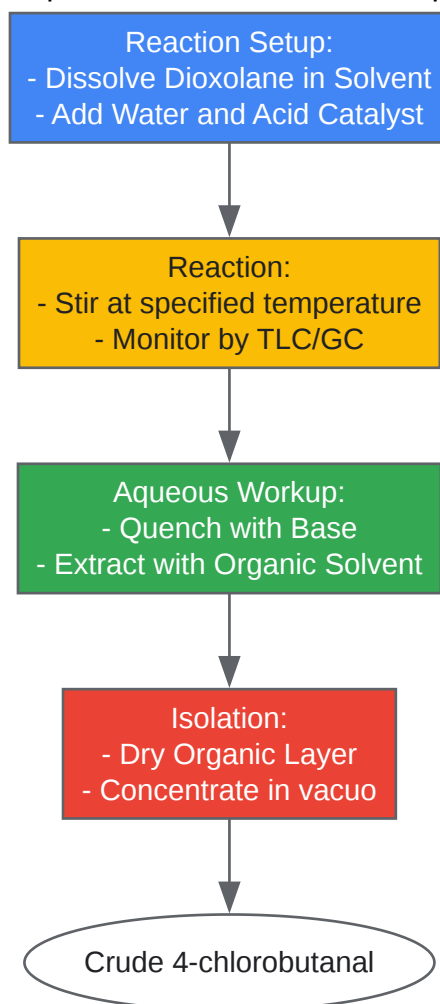 Reaction Setup:
- Dissolve Dioxolane in Solvent
- Add Water and Acid Catalyst
Reaction:
- Stir at specified temperature
- Monitor by TLC/GC
Aqueous Workup:
- Quench with Base
- Extract with Organic Solvent
Isolation:
- Dry Organic Layer
- Concentrate in vacuo
Crude 4-chlorobutanal